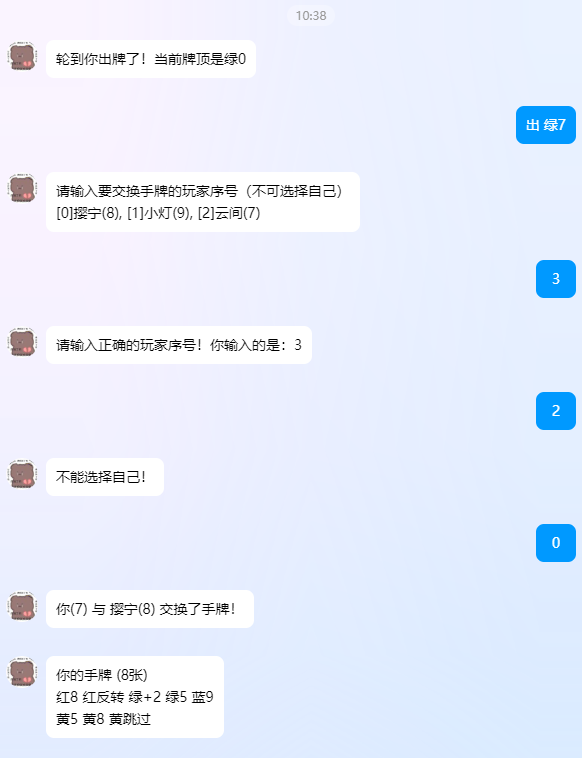 10:38
轮到你出牌了！当前牌顶是绿0
出 绿7
请输入要交换手牌的玩家序号（不可选择自己）
[0]撄宁(8), [1]小灯(9), [2]云间(7)
3
请输入正确的玩家序号！你输入的是：3
2
不能选择自己！
0
你(7) 与 撄宁(8) 交换了手牌！
你的手牌 (8张)
红8 红反转 绿+2 绿5 蓝9
黄5 黄8 黄跳过